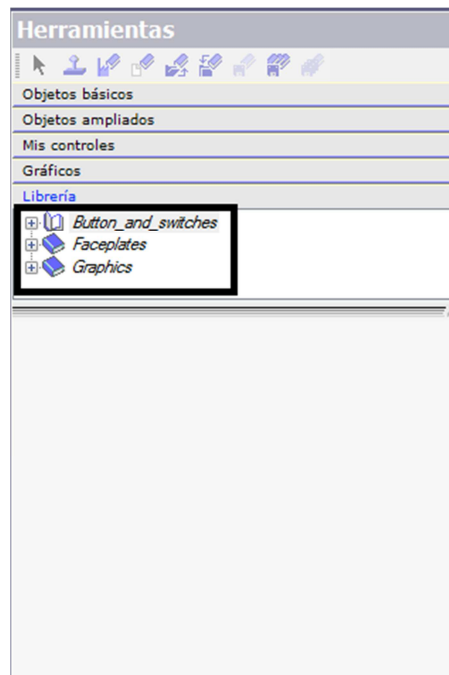 Herramientas
Objetos básicos
Objetos ampliados
Mis controles
Gráficos
Librería
Button_and_switches
Faceplates
Graphics